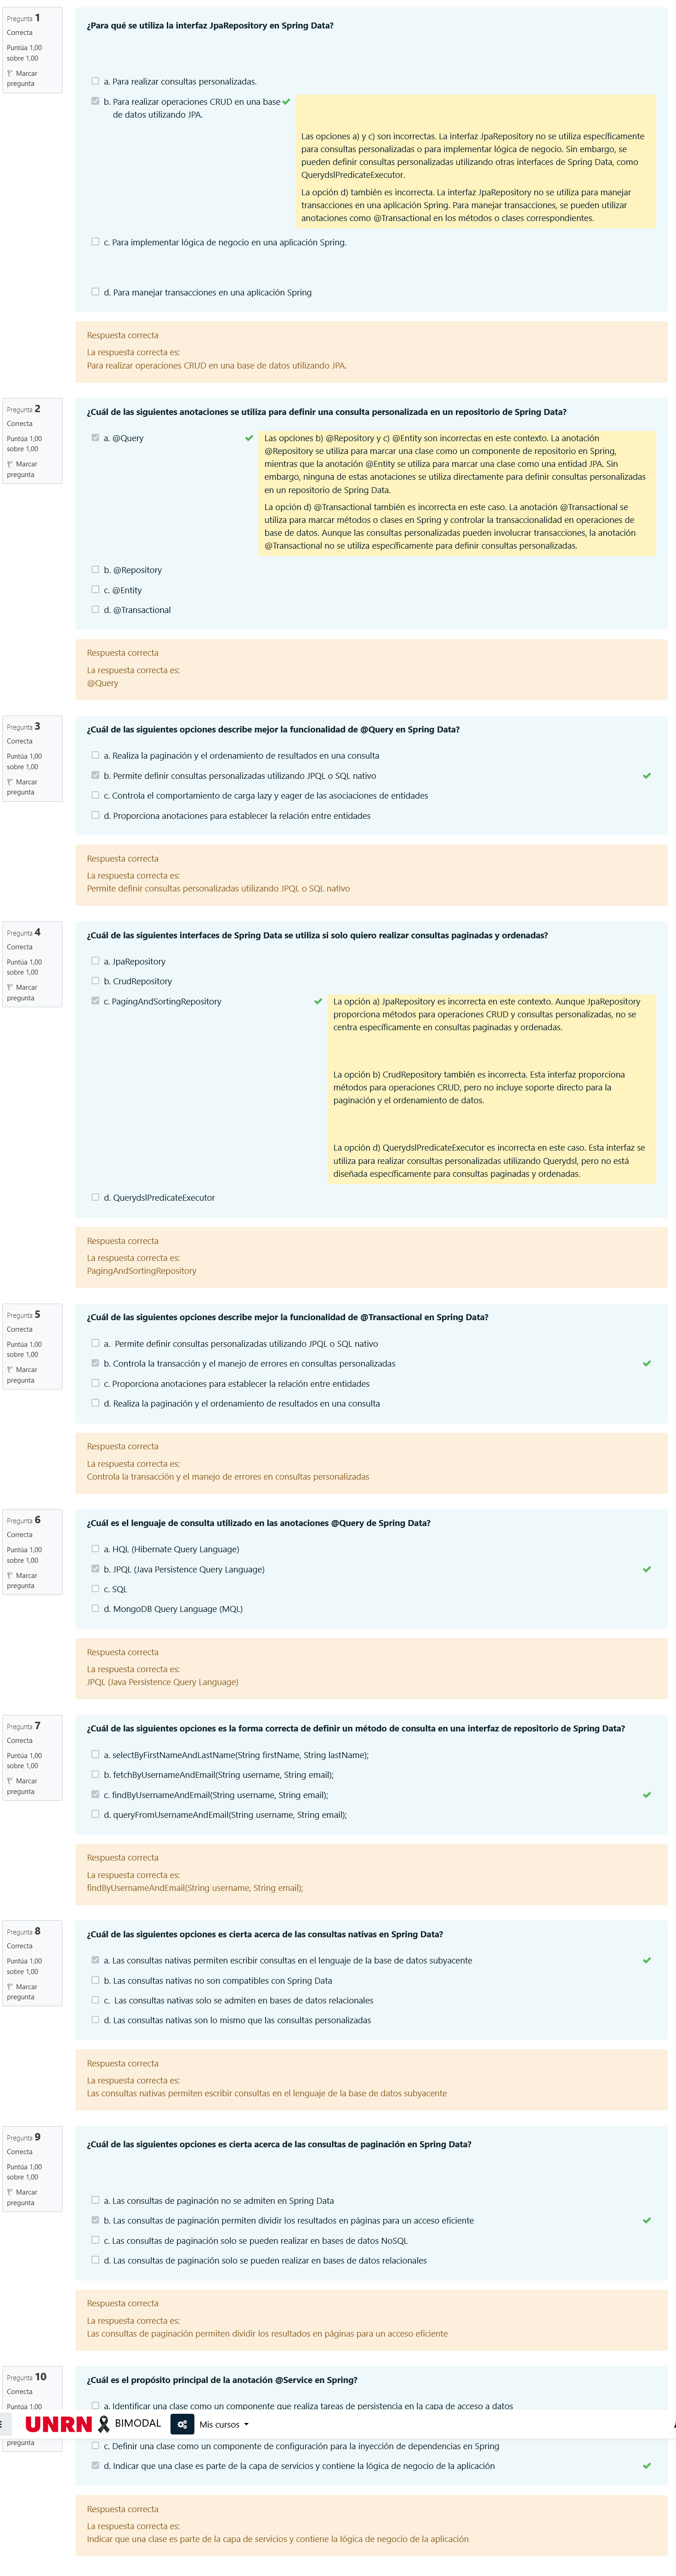 Pregunta 1
Correcta
Puntúa 1,00
sobre 1,00
Marcar
pregunta
¿Para qué se utiliza la interfaz JpaRepository en Spring Data?
a. Para realizar consultas personalizadas.
b. Para realizar operaciones CRUD en una base
de datos utilizando JPA.
Las opciones a) y c) son incorrectas. La interfaz JpaRepository no se utiliza específicamente
para consultas personalizadas o para implementar lógica de negocio. Sin embargo, se
pueden definir consultas personalizadas utilizando otras interfaces de Spring Data, como
QuerydslPredicateExecutor.
La opción d) también es incorrecta. La interfaz JpaRepository no se utiliza para manejar
transacciones en una aplicación Spring. Para manejar transacciones, se pueden utilizar
anotaciones como @Transactional en los métodos o clases correspondientes.
c. Para implementar lógica de negocio en una aplicación Spring.
d. Para manejar transacciones en una aplicación Spring
Respuesta correcta
La respuesta correcta es:
Para realizar operaciones CRUD en una base de datos utilizando JPA.
Pregunta 2
Correcta
Puntúa 1,00
sobre 1,00
Marcar
pregunta
¿Cuál de las siguientes anotaciones se utiliza para definir una consulta personalizada en un repositorio de Spring Data?
a. @Query
Las opciones b) @Repository y c) @Entity son incorrectas en este contexto. La anotación
@Repository se utiliza para marcar una clase como un componente de repositorio en Spring,
mientras que la anotación @Entity se utiliza para marcar una clase como una entidad JPA. Sin
embargo, ninguna de estas anotaciones se utiliza directamente para definir consultas personalizadas
en un repositorio de Spring Data.
La opción d) @Transactional también es incorrecta en este caso. La anotación @Transactional se
utiliza para marcar métodos o clases en Spring y controlar la transaccionalidad en operaciones de
base de datos. Aunque las consultas personalizadas pueden involucrar transacciones, la anotación
@Transactional no se utiliza específicamente para definir consultas personalizadas.
b. @Repository
c. @Entity
d. @Transactional
Respuesta correcta
La respuesta correcta es:
@Query
Pregunta 3
Correcta
Puntúa 1,00
sobre 1,00
Marcar
pregunta
¿Cuál de las siguientes opciones describe mejor la funcionalidad de @Query en Spring Data?
a. Realiza la paginación y el ordenamiento de resultados en una consulta
b. Permite definir consultas personalizadas utilizando JPQL o SQL nativo
c. Controla el comportamiento de carga lazy y eager de las asociaciones de entidades
d. Proporciona anotaciones para establecer la relación entre entidades
Respuesta correcta
La respuesta correcta es:
Permite definir consultas personalizadas utilizando JPQL o SQL nativo
Pregunta 4
Correcta
Puntúa 1,00
sobre 1,00
Marcar
pregunta
¿Cuál de las siguientes interfaces de Spring Data se utiliza si solo quiero realizar consultas paginadas y ordenadas?
a. JpaRepository
b. CrudRepository
c. PagingAndSortingRepository
La opción a) JpaRepository es incorrecta en este contexto. Aunque JpaRepository
proporciona métodos para operaciones CRUD y consultas personalizadas, no se
centra específicamente en consultas paginadas y ordenadas.
La opción b) CrudRepository también es incorrecta. Esta interfaz proporciona
métodos para operaciones CRUD, pero no incluye soporte directo para la
paginación y el ordenamiento de datos.
La opción d) QuerydslPredicateExecutor es incorrecta en este caso. Esta interfaz se
utiliza para realizar consultas personalizadas utilizando Querydsl, pero no está
diseñada específicamente para consultas paginadas y ordenadas.
d. QuerydslPredicateExecutor
Respuesta correcta
La respuesta correcta es:
PagingAndSortingRepository
Pregunta 5
Correcta
Puntúa 1,00
sobre 1,00
Marcar
pregunta
¿Cuál de las siguientes opciones describe mejor la funcionalidad de @Transactional en Spring Data?
a. Permite definir consultas personalizadas utilizando JPQL o SQL nativo
b. Controla la transacción y el manejo de errores en consultas personalizadas
c. Proporciona anotaciones para establecer la relación entre entidades
d. Realiza la paginación y el ordenamiento de resultados en una consulta
Respuesta correcta
La respuesta correcta es:
Controla la transacción y el manejo de errores en consultas personalizadas
Pregunta 6
Correcta
Puntúa 1,00
sobre 1,00
Marcar
pregunta
¿Cuál es el lenguaje de consulta utilizado en las anotaciones @Query de Spring Data?
a. HQL (Hibernate Query Language)
b. JPQL (Java Persistence Query Language)
c. SQL
d. MongoDB Query Language (MQL)
Respuesta correcta
La respuesta correcta es:
JPQL (Java Persistence Query Language)
Pregunta 7
Correcta
Puntúa 1,00
sobre 1,00
Marcar
pregunta
¿Cuál de las siguientes opciones es la forma correcta de definir un método de consulta en una interfaz de repositorio de Spring Data?
a. selectByFirstNameAndLastName(String firstName, String lastName);
b. fetchByUsernameAndEmail(String username, String email);
c. findByUsernameAndEmail(String username, String email);
d. queryFromUsernameAndEmail(String username, String email);
Respuesta correcta
La respuesta correcta es:
findByUsernameAndEmail(String username, String email);
Pregunta 8
Correcta
Puntúa 1,00
sobre 1,00
Marcar
pregunta
¿Cuál de las siguientes opciones es cierta acerca de las consultas nativas en Spring Data?
a. Las consultas nativas permiten escribir consultas en el lenguaje de la base de datos subyacente
b. Las consultas nativas no son compatibles con Spring Data
c. Las consultas nativas solo se admiten en bases de datos relacionales
d. Las consultas nativas son lo mismo que las consultas personalizadas
Respuesta correcta
La respuesta correcta es:
Las consultas nativas permiten escribir consultas en el lenguaje de la base de datos subyacente
Pregunta 9
Correcta
Puntúa 1,00
sobre 1,00
Marcar
pregunta
¿Cuál de las siguientes opciones es cierta acerca de las consultas de paginación en Spring Data?
a. Las consultas de paginación no se admiten en Spring Data
b. Las consultas de paginación permiten dividir los resultados en páginas para un acceso eficiente
c. Las consultas de paginación solo se pueden realizar en bases de datos NoSQL
d. Las consultas de paginación solo se pueden realizar en bases de datos relacionales
Respuesta correcta
La respuesta correcta es:
Las consultas de paginación permiten dividir los resultados en páginas para un acceso eficiente
Pregunta 10
Correcta
Puntúa 1,00
¿Cuál es el propósito principal de la anotación @Service en Spring?
a. Identificar una clase como un componente que realiza tareas de persistencia en la capa de acceso a datos
UNRN BIMODAL Mis cursos
pregunta
c. Definir una clase como un componente de configuración para la inyección de dependencias en Spring
d. Indicar que una clase es parte de la capa de servicios y contiene la lógica de negocio de la aplicación
Respuesta correcta
La respuesta correcta es:
Indicar que una clase es parte de la capa de servicios y contiene la lógica de negocio de la aplicación